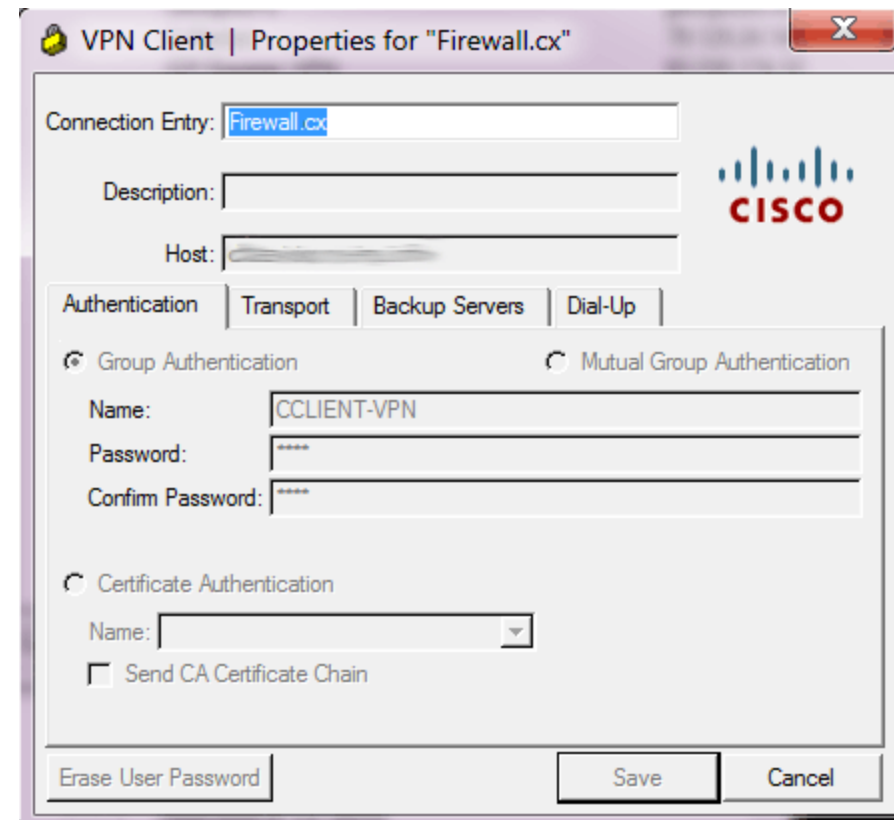 VPN Client | Properties for "Firewall.cx"
X
Connection Entry: Firewall.cx
CISCO
Description:
Host:
Authentication Transport Backup Servers Dial-Up
Group Authentication Mutual Group Authentication
Name: CCLIENT-VPN
Password: ****
Confirm Password: ****
Certificate Authentication
Name:
Send CA Certificate Chain
Erase User Password Save Cancel